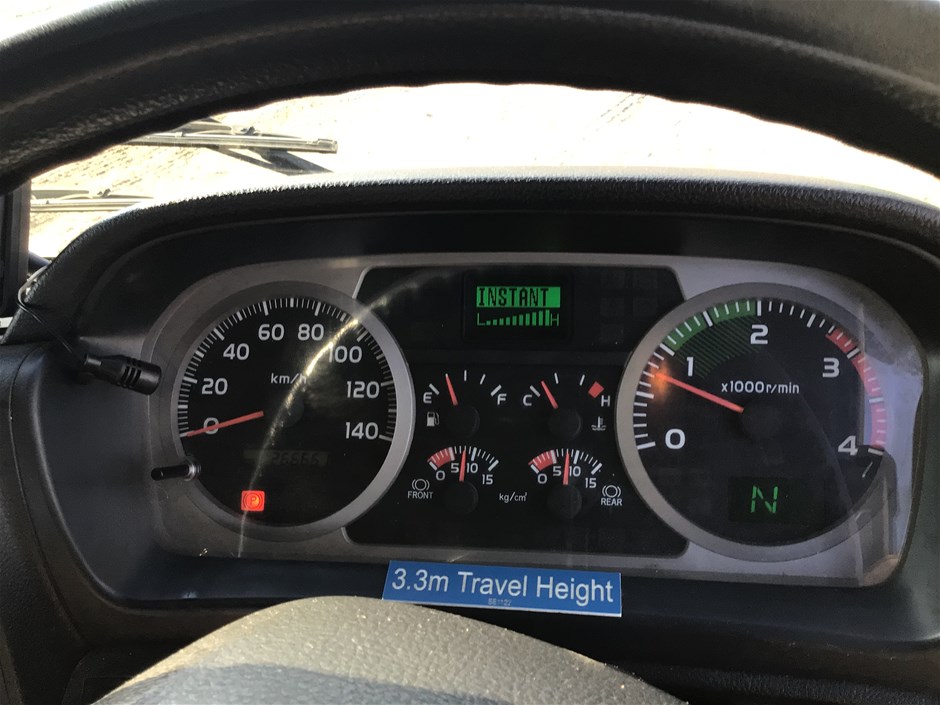 INSTANT
L H
0 20 40 60 80 100 120 140
km/h
E F
C H
0 5 10 15
FRONT
kg/cm²
0 5 10 15
REAR
0 1 2 3 4
x1000r/min
P
N
3.3m Travel Height